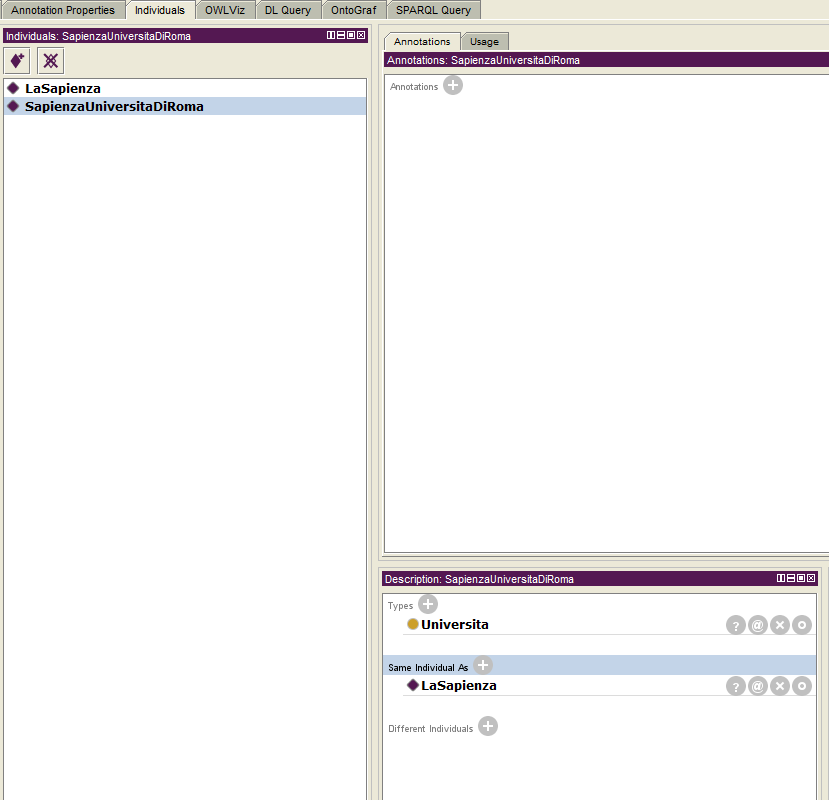 Annotation Properties Individuals OWLViz DL Query OntoGraf SPARQL Query
Individuals: SapienzaUniversitaDiRoma
LaSapienza
SapienzaUniversitaDiRoma
Annotations Usage
Annotations: SapienzaUniversitaDiRoma
Annotations
Description: SapienzaUniversitaDiRoma
Types
Universita
Same Individual As
LaSapienza
Different Individuals